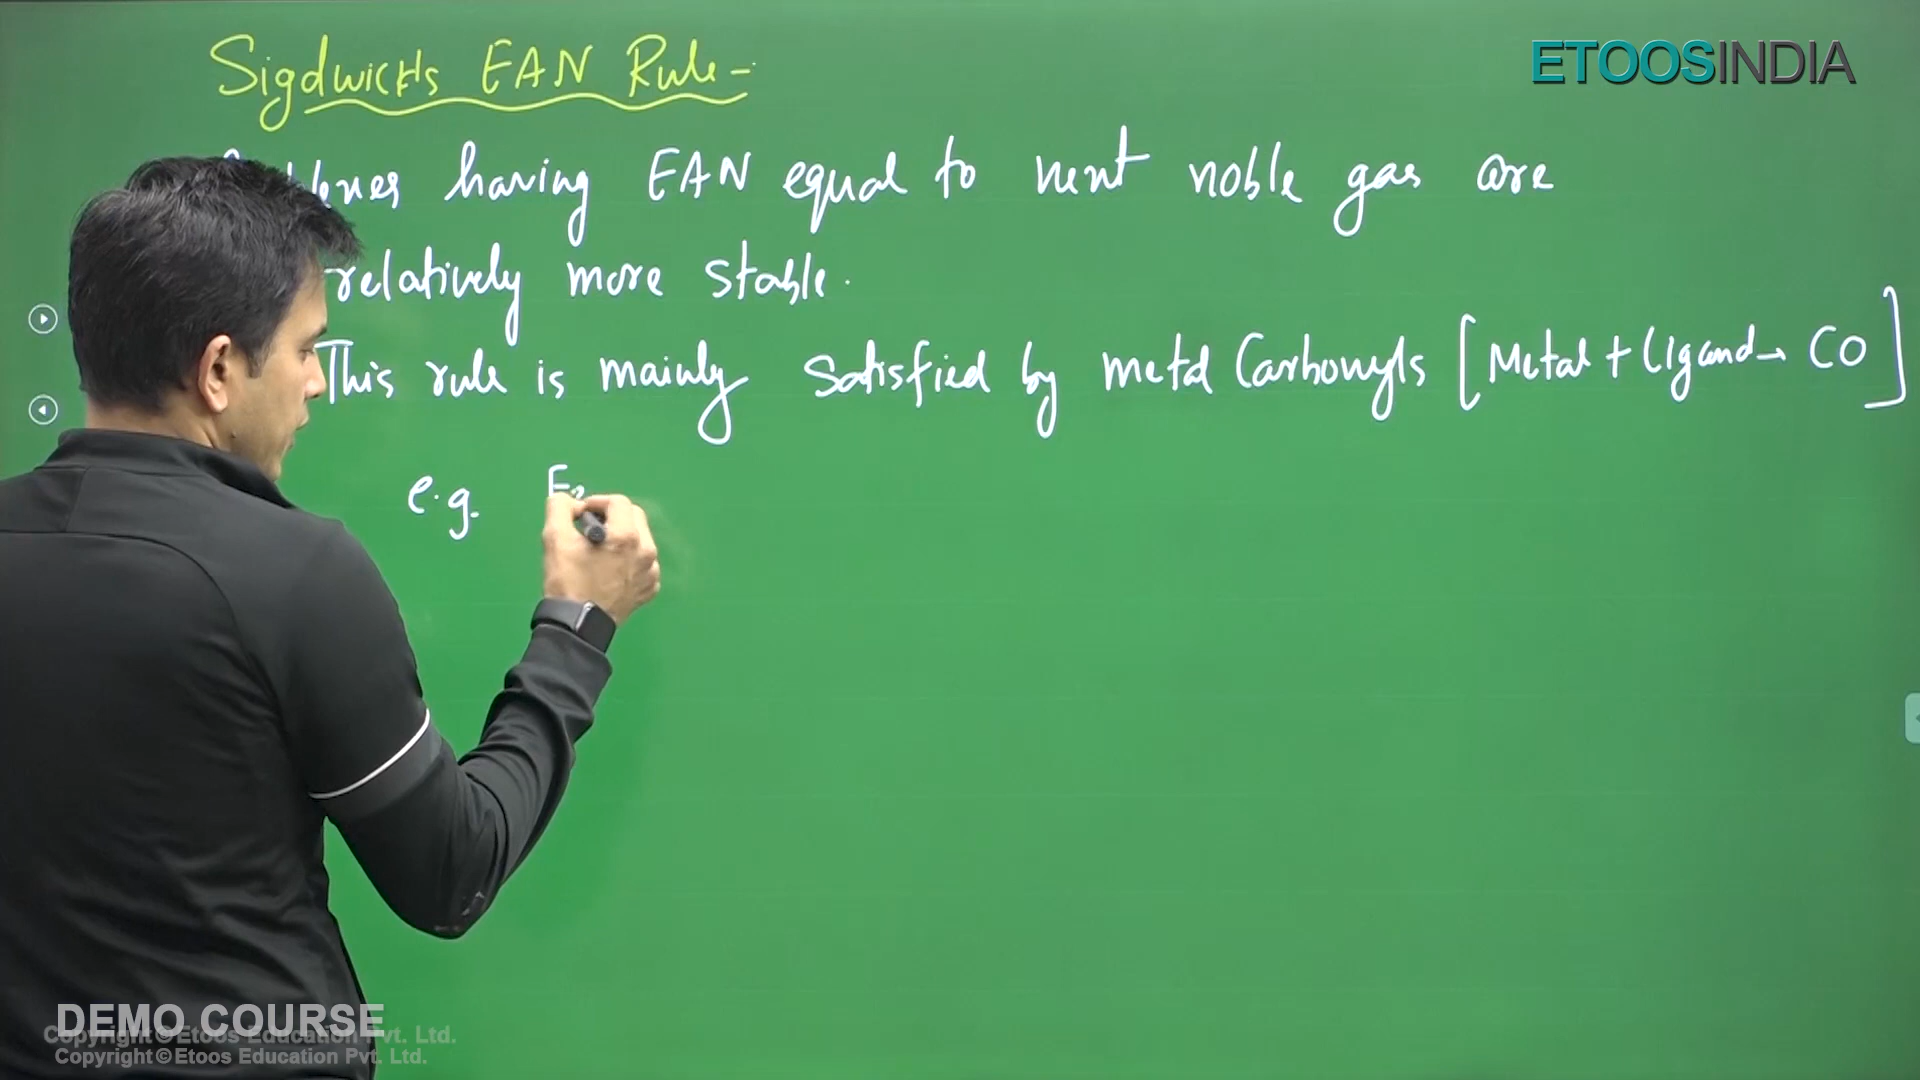 Sigdwick's EAN Rule-
ETOOSINDIA
having EAN equal to next noble gas are
relatively more stable.
This rule is mainly satisfied by metal Carbonyls [Metal + Ligand → CO]
e.g. Fe
DEMO COURSE
Copyright © Etoos Education Pvt. Ltd.
Copyright © Etoos Education Pvt. Ltd.